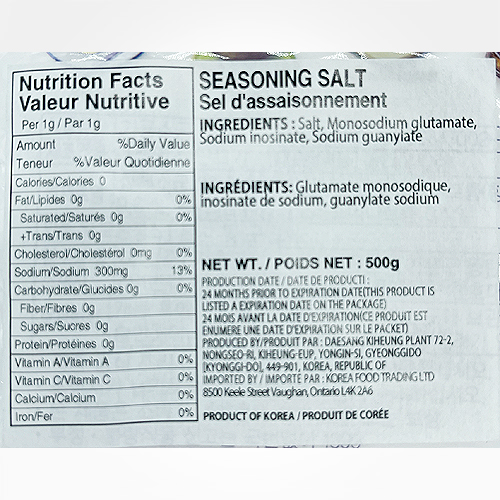 Nutrition Facts
Valeur Nutritive
Per 1g / Par 1g
Amount %Daily Value
Teneur %Valeur Quotidienne
Calories/Calories 0
Fat/Lipides 0g 0%
Saturated/Saturés 0g 0%
+Trans/Trans 0g
Cholesterol/Cholestérol 0mg 0%
Sodium/Sodium 300mg 13%
Carbohydrate/Glucides 0g 0%
Fiber/Fibres 0g
Sugars/Sucres 0g
Protein/Protéines 0g
Vitamin A/Vitamin A 0%
Vitamin C/Vitamin C 0%
Calcium/Calcium 0%
Iron/Fer 0%
SEASONING SALT
Sel d'assaisonnement
INGREDIENTS : Salt, Monosodium glutamate,
Sodium inosinate, Sodium guanylate
INGRÉDIENTS: Glutamate monosodique,
inosinate de sodium, guanylate sodium
NET WT. / POIDS NET : 500g
PRODUCTION DATE / DATE DE PRODUCTI :
24 MONTHS PRIOR TO EXPIRATION DATE(THIS PRODUCT IS
LISTED A EXPIRATION DATE ON THE PACKAGE)
24 MOIS AVANT LA DATE D'EXPIRATION(CE PRODUIT EST
ENUMERE UNE DATE D'EXPIRATION SUR LE PACKET)
PRODUCED BY/PRODUIT PAR : DAESANG KIHEUNG PLANT 72-2,
NONGSEO-RI, KIHEUNG-EUP, YONGIN-SI, GYEONGGIDO
[KYONGGI-DO], 449-901, KOREA, REPUBLIC OF
IMPORTED BY / IMPORTE PAR : KOREA FOOD TRADING LTD
8500 Keele Street Vaughan, Ontario L4K 2A6
PRODUCT OF KOREA / PRODUIT DE CORÉE